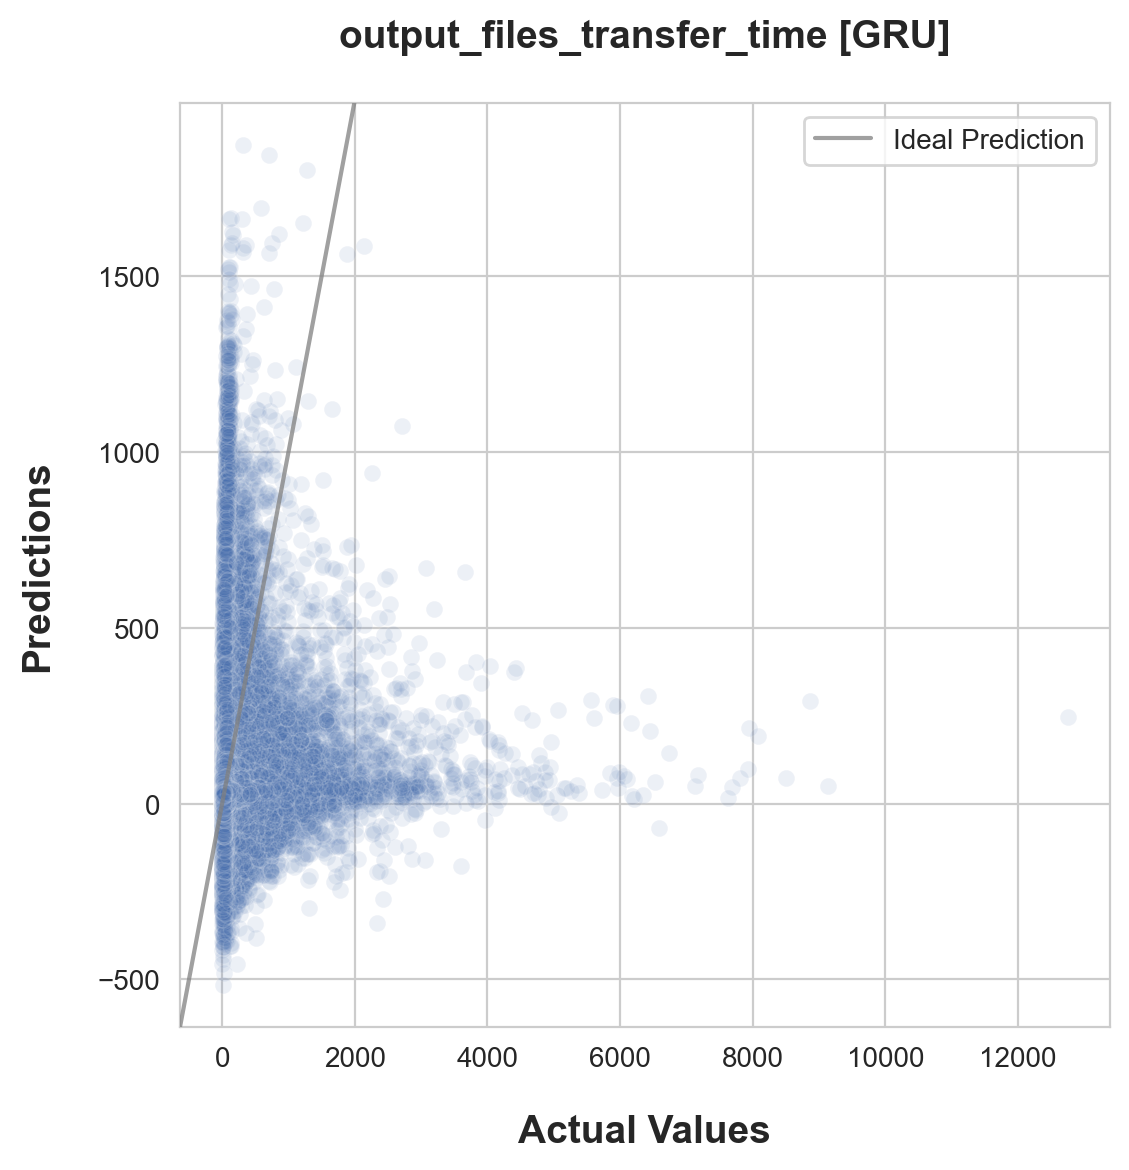 output_files_transfer_time [GRU]
Ideal Prediction
1500
1000
500
0
−500
Predictions
0 2000 4000 6000 8000 10000 12000
Actual Values